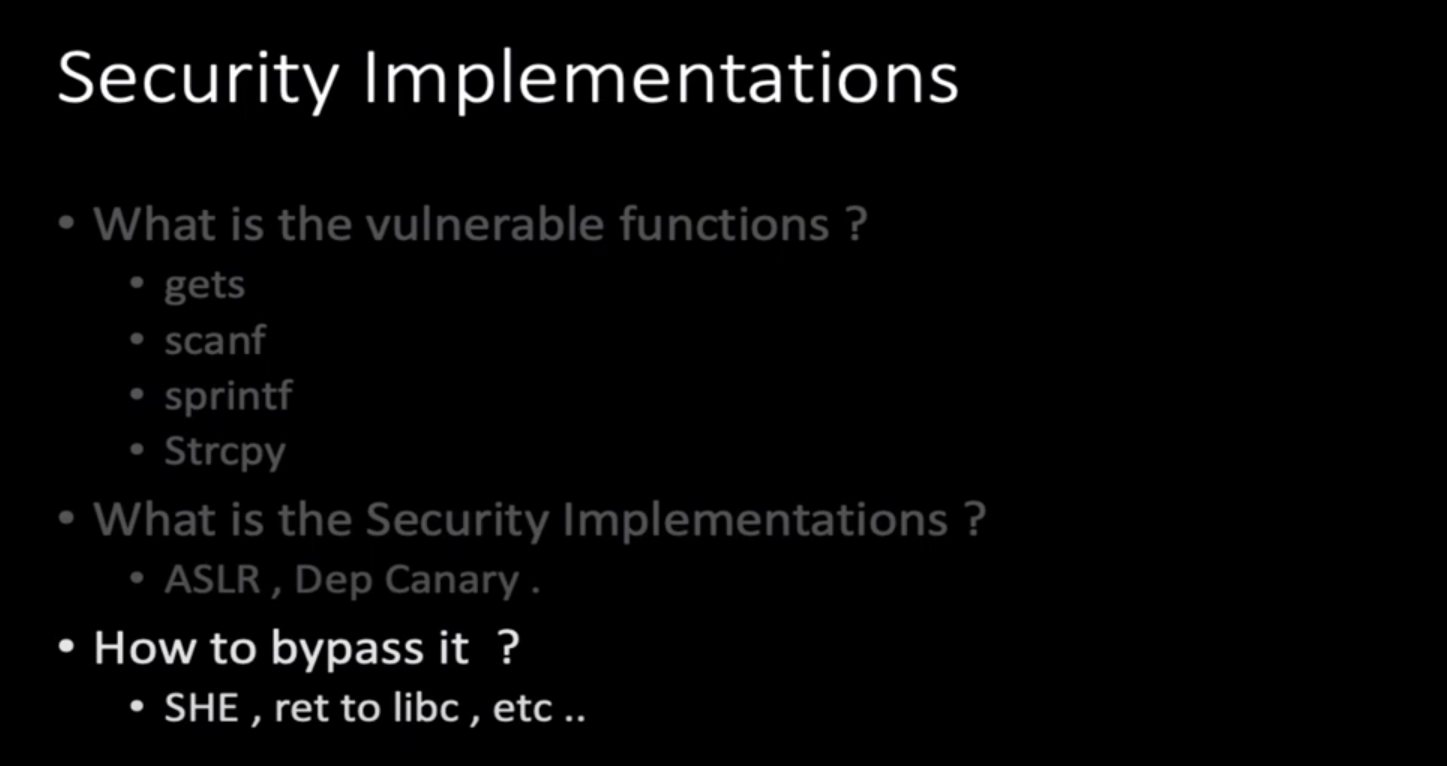 Security Implementations
• What is the vulnerable functions ?
• gets
• scanf
• sprintf
• Strcpy
• What is the Security Implementations ?
• ASLR , Dep Canary .
• How to bypass it ?
• SHE , ret to libc , etc ..